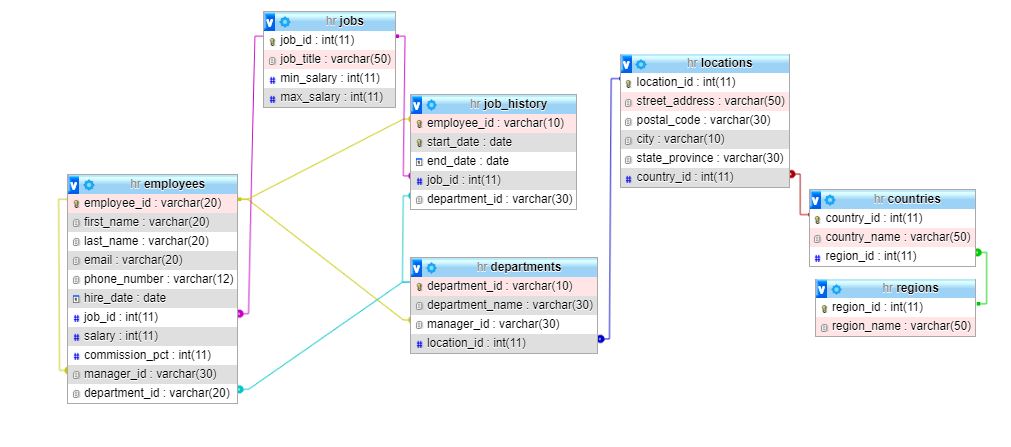 hr jobs
job_id : int(11)
job_title : varchar(50)
min_salary : int(11)
max_salary : int(11)
hr job_history
employee_id : varchar(10)
start_date : date
end_date : date
job_id : int(11)
department_id : varchar(30)
hr locations
location_id : int(11)
street_address : varchar(50)
postal_code : varchar(30)
city : varchar(10)
state_province : varchar(30)
country_id : int(11)
hr employees
employee_id : varchar(20)
first_name : varchar(20)
last_name : varchar(20)
email : varchar(20)
phone_number : varchar(12)
hire_date : date
job_id : int(11)
salary : int(11)
commission_pct : int(11)
manager_id : varchar(30)
department_id : varchar(20)
hr departments
department_id : varchar(10)
department_name : varchar(30)
manager_id : varchar(30)
location_id : int(11)
hr countries
country_id : int(11)
country_name : varchar(50)
region_id : int(11)
hr regions
region_id : int(11)
region_name : varchar(50)